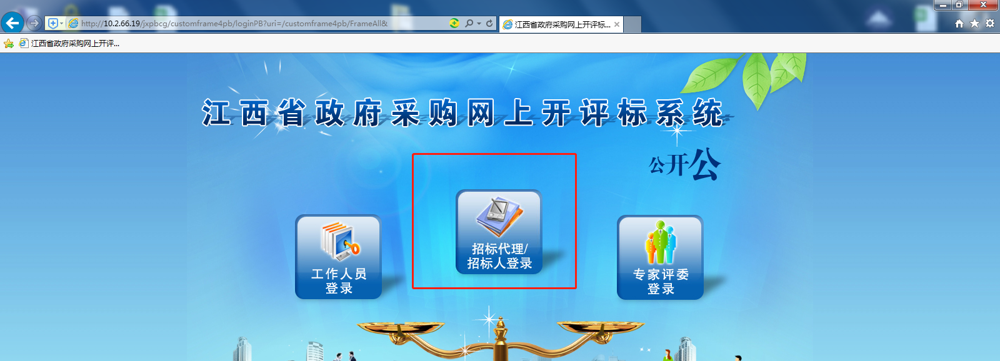 http://10.2.66.19/jxpbcg/customframe4pb/loginPB?uri=/customframe4pb/FrameAll&
江西省政府采购网上开评标...
江西省政府采购网上开评...
江西省政府采购网上开评标系统
公开公
招标代理/
招标人登录
工作人员
登录
专家评委
登录